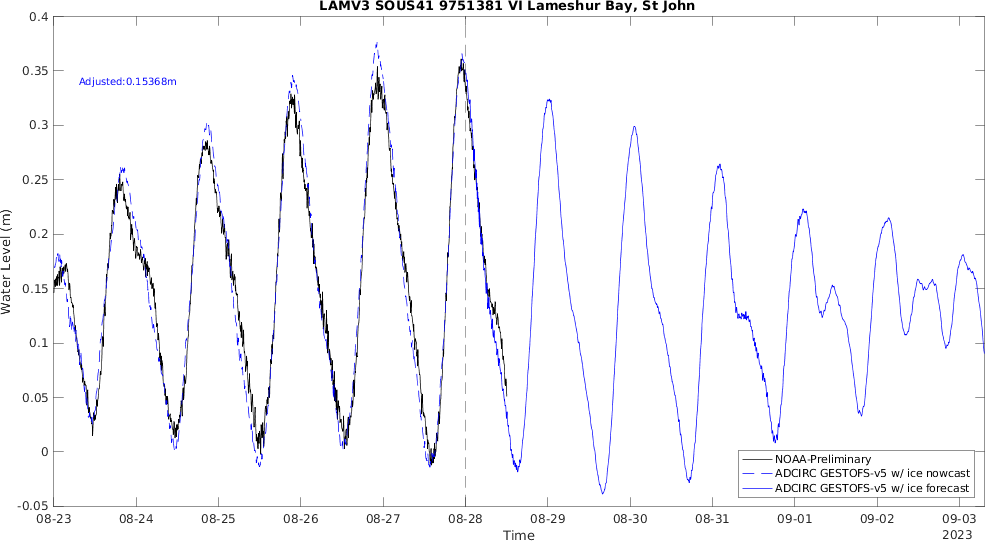 LAMV3 SOUS41 9751381 VI Lameshur Bay, St John
0.4
0.35
Adjusted:0.15368m
0.3
0.25
0.2
Water Level (m)
0.15
0.1
0.05
0
-0.05
NOAA-Preliminary
ADCIRC GESTOFS-v5 w/ ice nowcast
ADCIRC GESTOFS-v5 w/ ice forecast
08-23 08-24 08-25 08-26 08-27 08-28 08-29 08-30 08-31 09-01 09-02 09-03
Time
2023